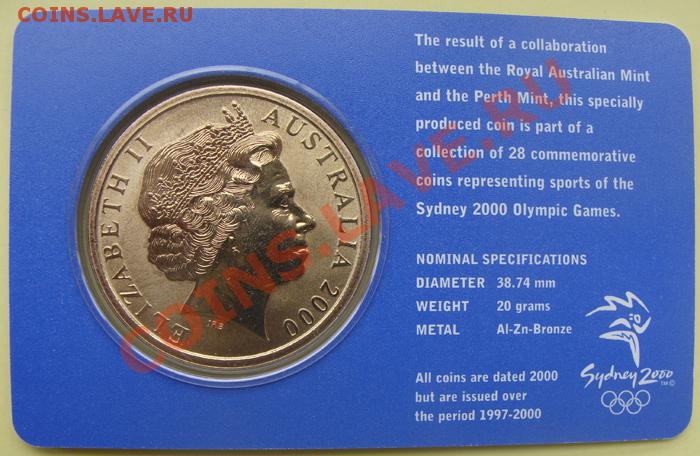 COINS.LAVE.RU
ELIZABETH II
AUSTRALIA 2000
IRB
The result of a collaboration
between the Royal Australian Mint
and the Perth Mint, this specially
produced coin is part of a
collection of 28 commemorative
coins representing sports of the
Sydney 2000 Olympic Games.
NOMINAL SPECIFICATIONS
DIAMETER 38.74 mm
WEIGHT 20 grams
METAL Al-Zn-Bronze
All coins are dated 2000
but are issued over
the period 1997-2000
Sydney 2000
TM©
COINS.LAVE.RU